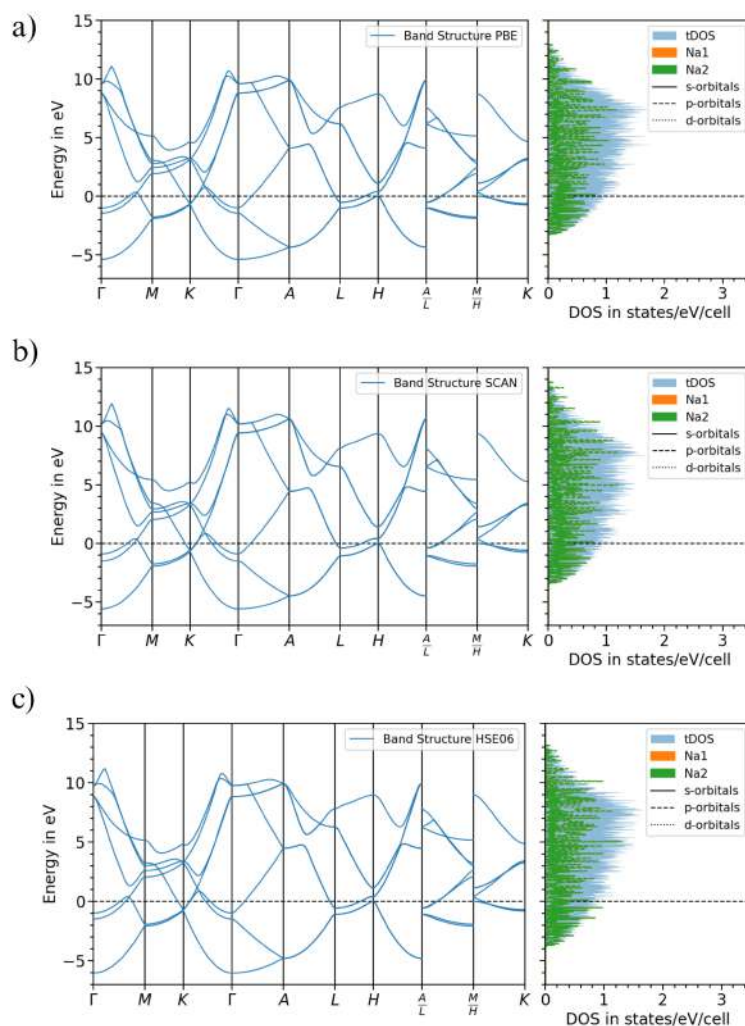 a)
Band Structure PBE
tDOS
Na1
Na2
s-orbitals
p-orbitals
d-orbitals
Energy in eV
15
10
5
0
−5
Γ M K Γ A L H A/L M/H K
0 1 2 3
DOS in states/eV/cell
b)
Band Structure SCAN
tDOS
Na1
Na2
s-orbitals
p-orbitals
d-orbitals
Energy in eV
15
10
5
0
−5
Γ M K Γ A L H A/L M/H K
0 1 2 3
DOS in states/eV/cell
c)
Band Structure HSE06
tDOS
Na1
Na2
s-orbitals
p-orbitals
d-orbitals
Energy in eV
15
10
5
0
−5
Γ M K Γ A L H A/L M/H K
0 1 2 3
DOS in states/eV/cell